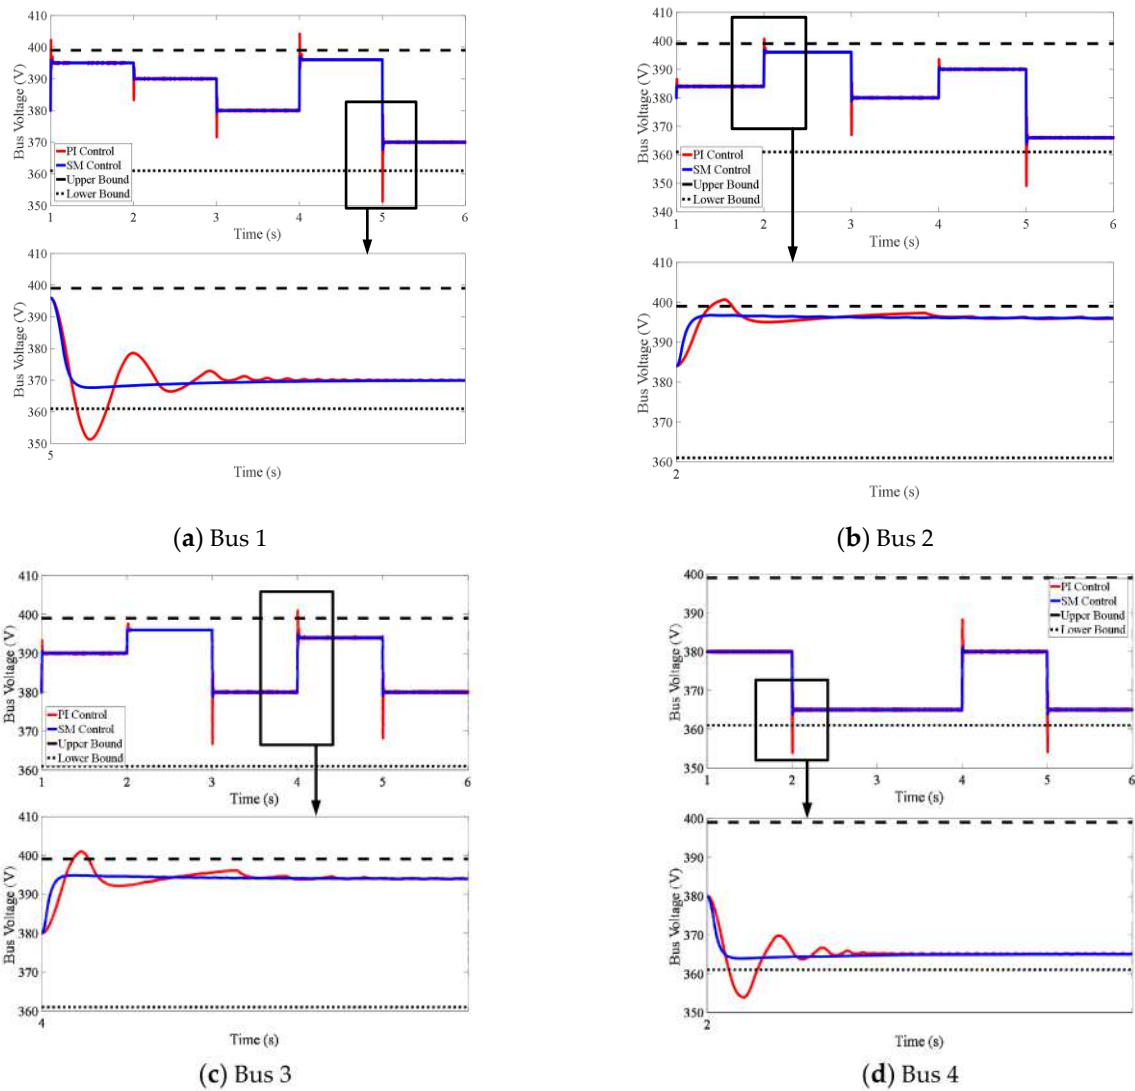 410
400
390
380
370
360
350
Bus Voltage (V)
PI Control
SM Control
Upper Bound
Lower Bound
1 2 3 4 5 6
Time (s)
410
400
390
380
370
360
350
Bus Voltage (V)
5
Time (s)
(a) Bus 1
410
400
380
360
340
Bus Voltage (V)
PI Control
SM Control
Upper Bound
Lower Bound
1 2 3 4 5 6
Time (s)
410
400
390
380
370
360
Bus Voltage (V)
2
Time (s)
(b) Bus 2
410
400
390
380
370
360
Bus Voltage (V)
PI Control
SM Control
Upper Bound
Lower Bound
1 2 3 4 5 6
Time (s)
410
400
390
380
370
360
Bus Voltage (V)
4
Time (s)
(c) Bus 3
400
390
380
370
360
350
Bus Voltage (V)
PI Control
SM Control
Upper Bound
Lower Bound
1 2 3 4 5 6
Time (s)
400
390
380
370
360
350
Bus Voltage (V)
2
Time (s)
(d) Bus 4